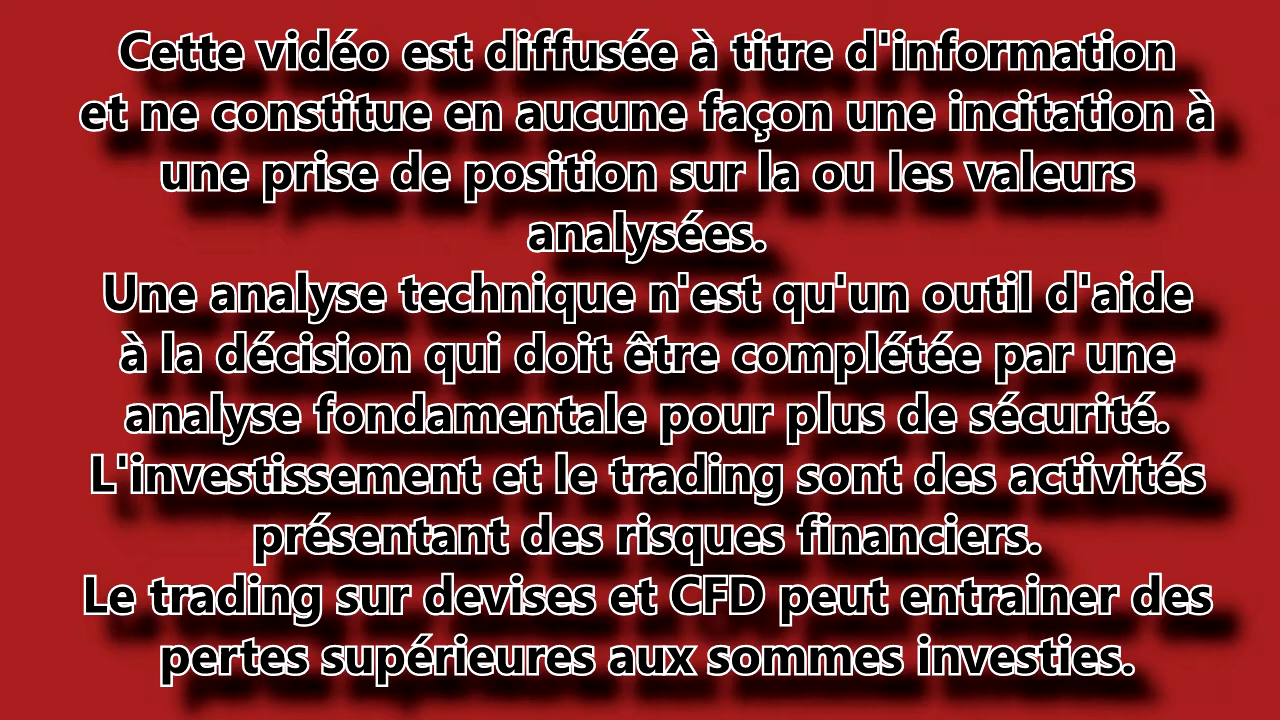 Cette vidéo est diffusée à titre d'information
et ne constitue en aucune façon une incitation à
une prise de position sur la ou les valeurs
analysées.
Une analyse technique n'est qu'un outil d'aide
à la décision qui doit être complétée par une
analyse fondamentale pour plus de sécurité.
L'investissement et le trading sont des activités
présentant des risques financiers.
Le trading sur devises et CFD peut entrainer des
pertes supérieures aux sommes investies.